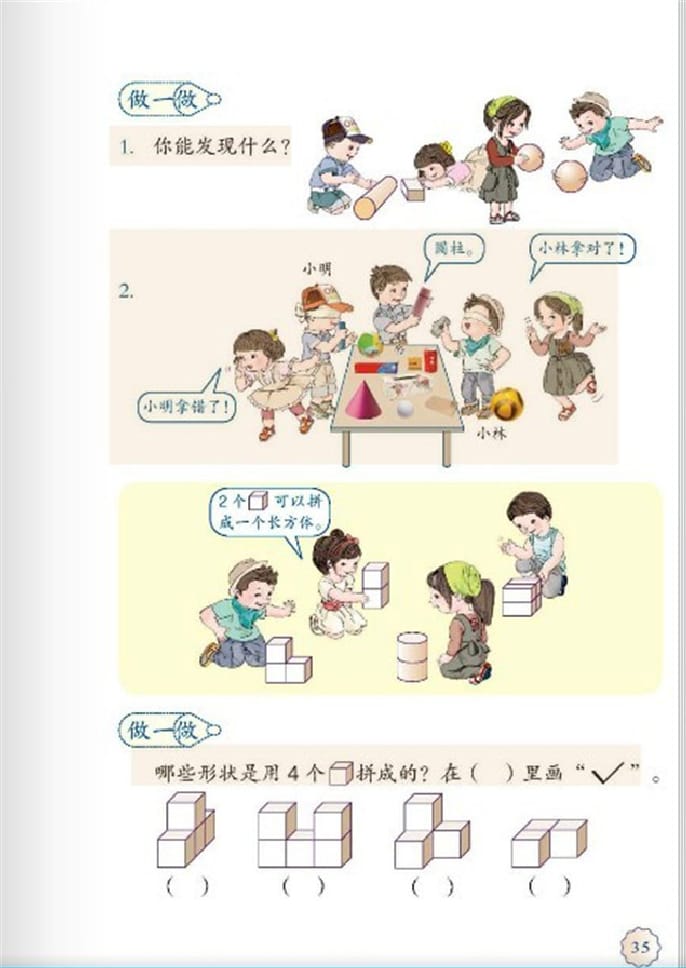 做一做
1. 你能发现什么？
2.
小明
圆柱。
小林拿对了！
小明拿错了！
小林
2个 可以拼
成一个长方体。
做一做
哪些形状是用4个 拼成的？在（ ）里画“✓”。
（ ） （ ） （ ） （ ）
35